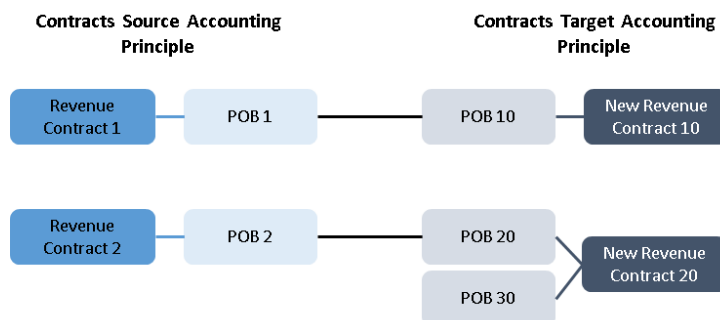 Contracts Source Accounting
Principle
Contracts Target Accounting
Principle
Revenue
Contract 1
POB 1
POB 10
New Revenue
Contract 10
Revenue
Contract 2
POB 2
POB 20
New Revenue
Contract 20
POB 30